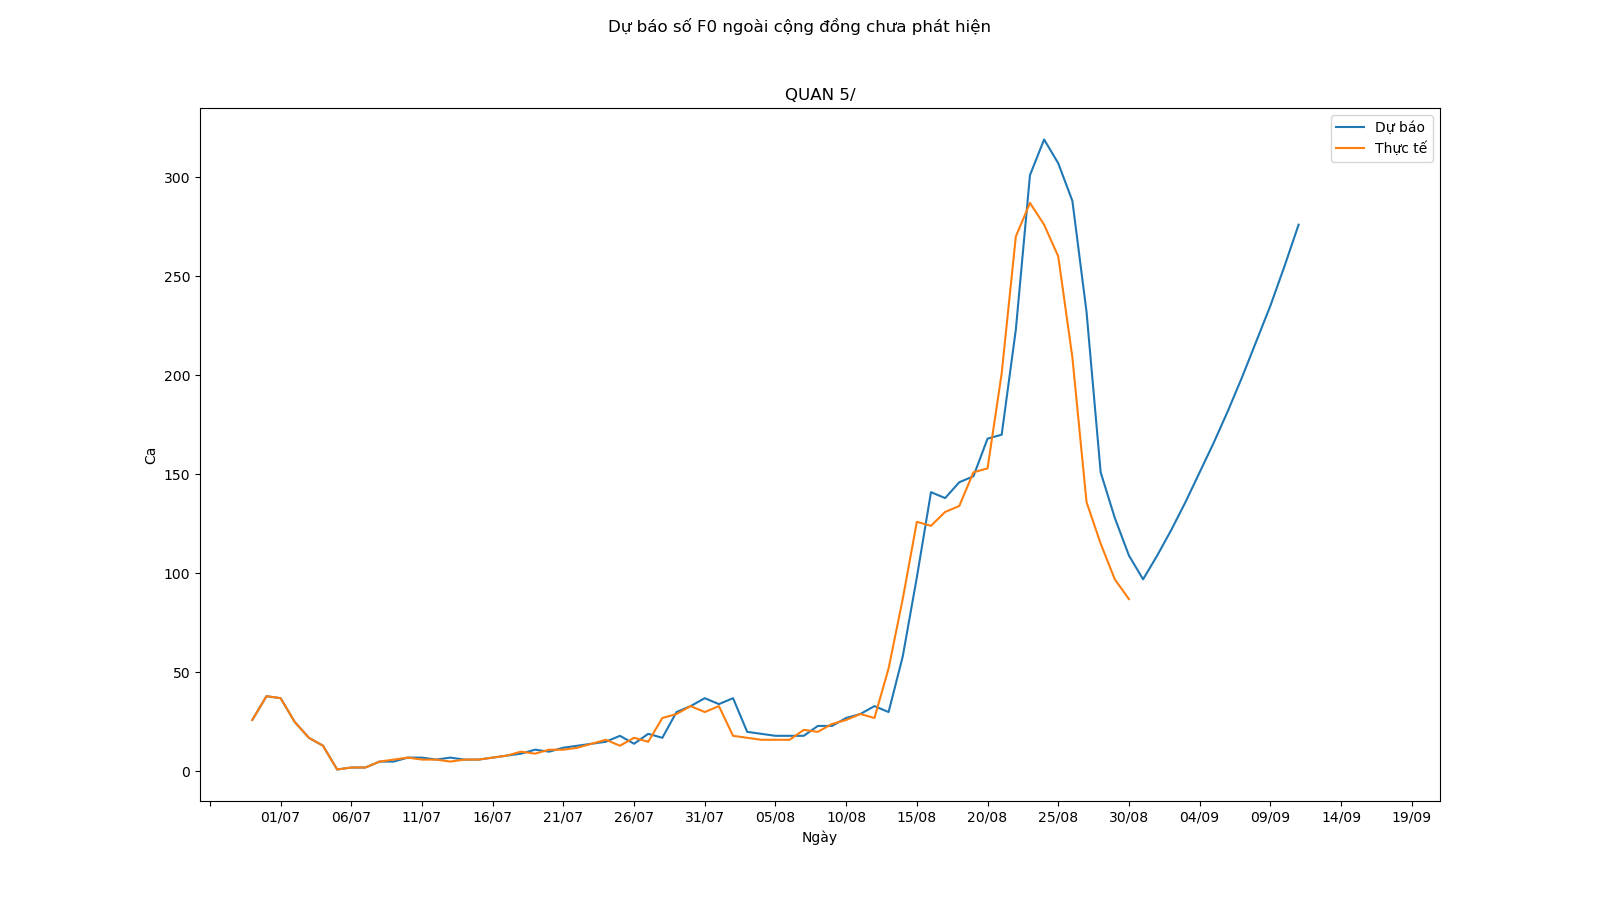 Dự báo số F0 ngoài cộng đồng chưa phát hiện
QUAN 5/
Dự báo
Thực tế
300
250
200
150
100
50
0
Ca
01/07 06/07 11/07 16/07 21/07 26/07 31/07 05/08 10/08 15/08 20/08 25/08 30/08 04/09 09/09 14/09 19/09
Ngày